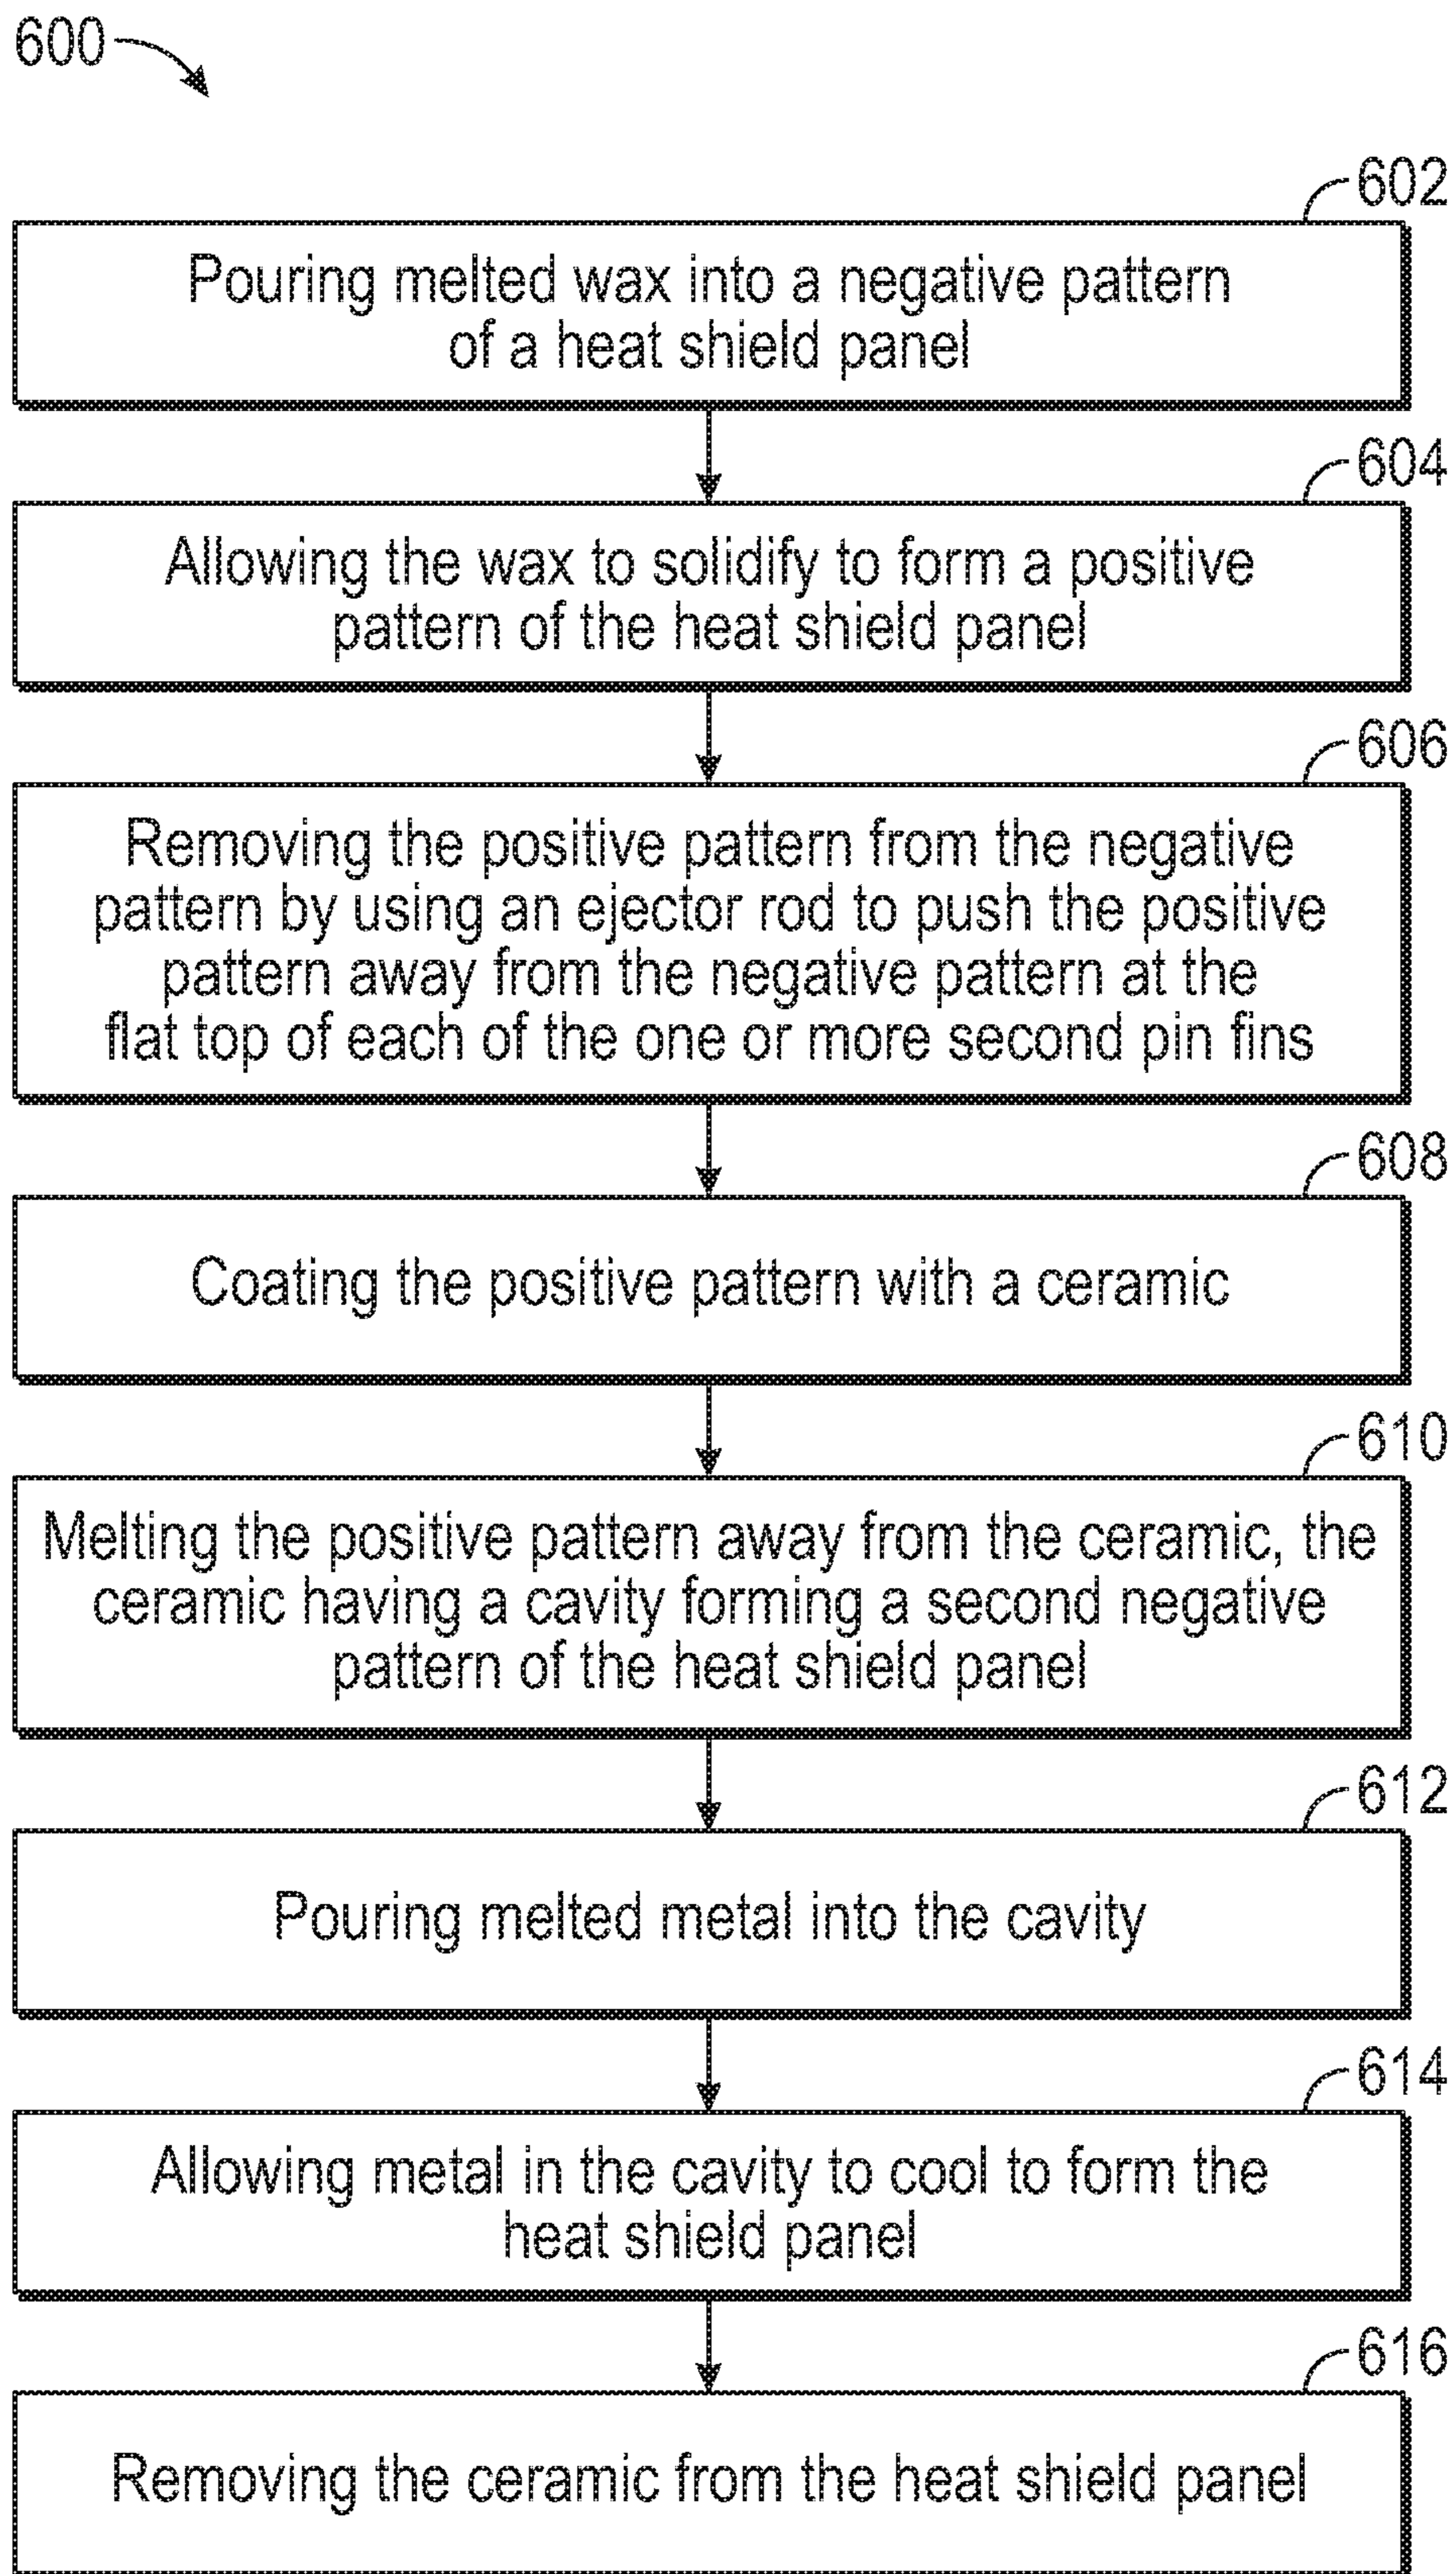 600
602
Pouring melted wax into a negative pattern
of a heat shield panel
604
Allowing the wax to solidify to form a positive
pattern of the heat shield panel
606
Removing the positive pattern from the negative
pattern by using an ejector rod to push the positive
pattern away from the negative pattern at the
flat top of each of the one or more second pin fins
608
Coating the positive pattern with a ceramic
610
Melting the positive pattern away from the ceramic, the
ceramic having a cavity forming a second negative
pattern of the heat shield panel
612
Pouring melted metal into the cavity
614
Allowing metal in the cavity to cool to form the
heat shield panel
616
Removing the ceramic from the heat shield panel